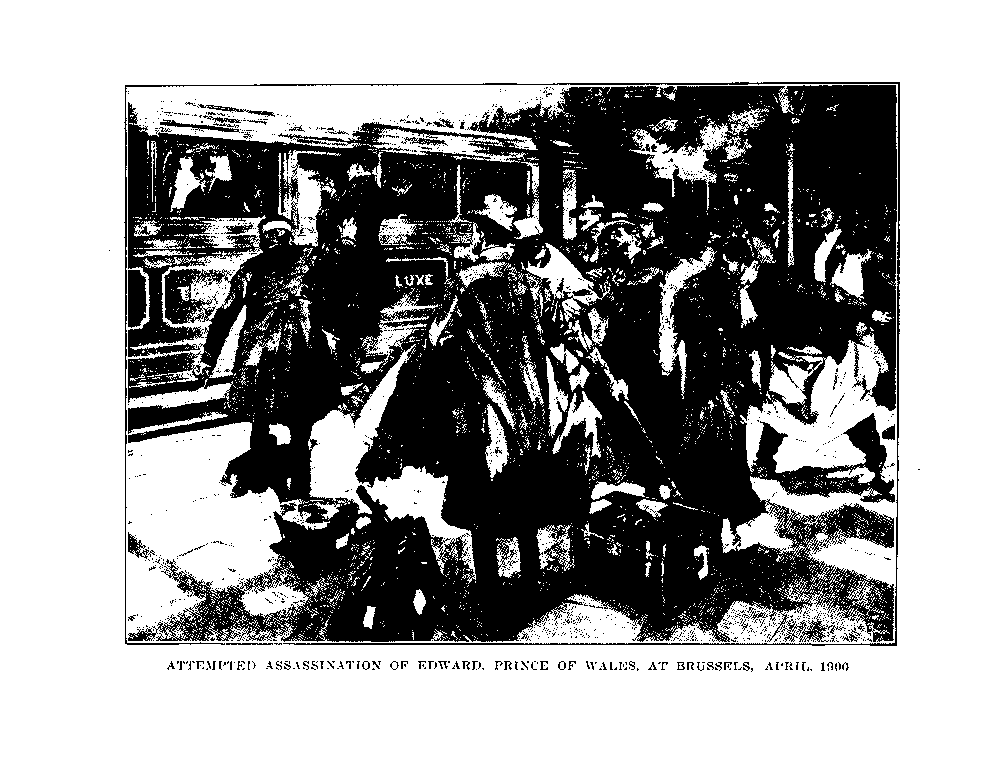 LUXE
ATTEMPTED ASSASSINATION OF EDWARD, PRINCE OF WALES, AT BRUSSELS, APRIL, 1900